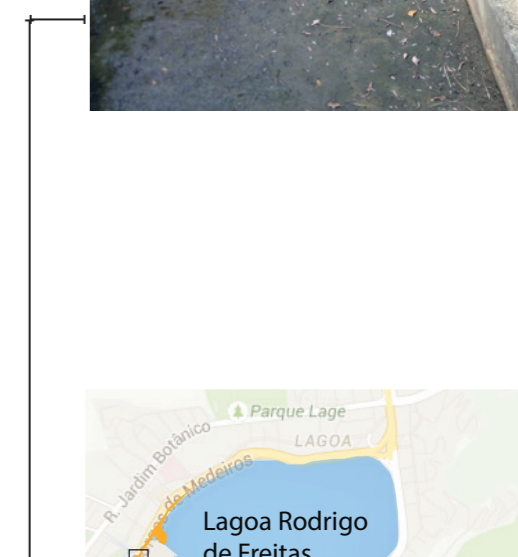 Parque Lage
LAGOA
R. Jardim Botânico
de Medeiros
Lagoa Rodrigo
de Freitas